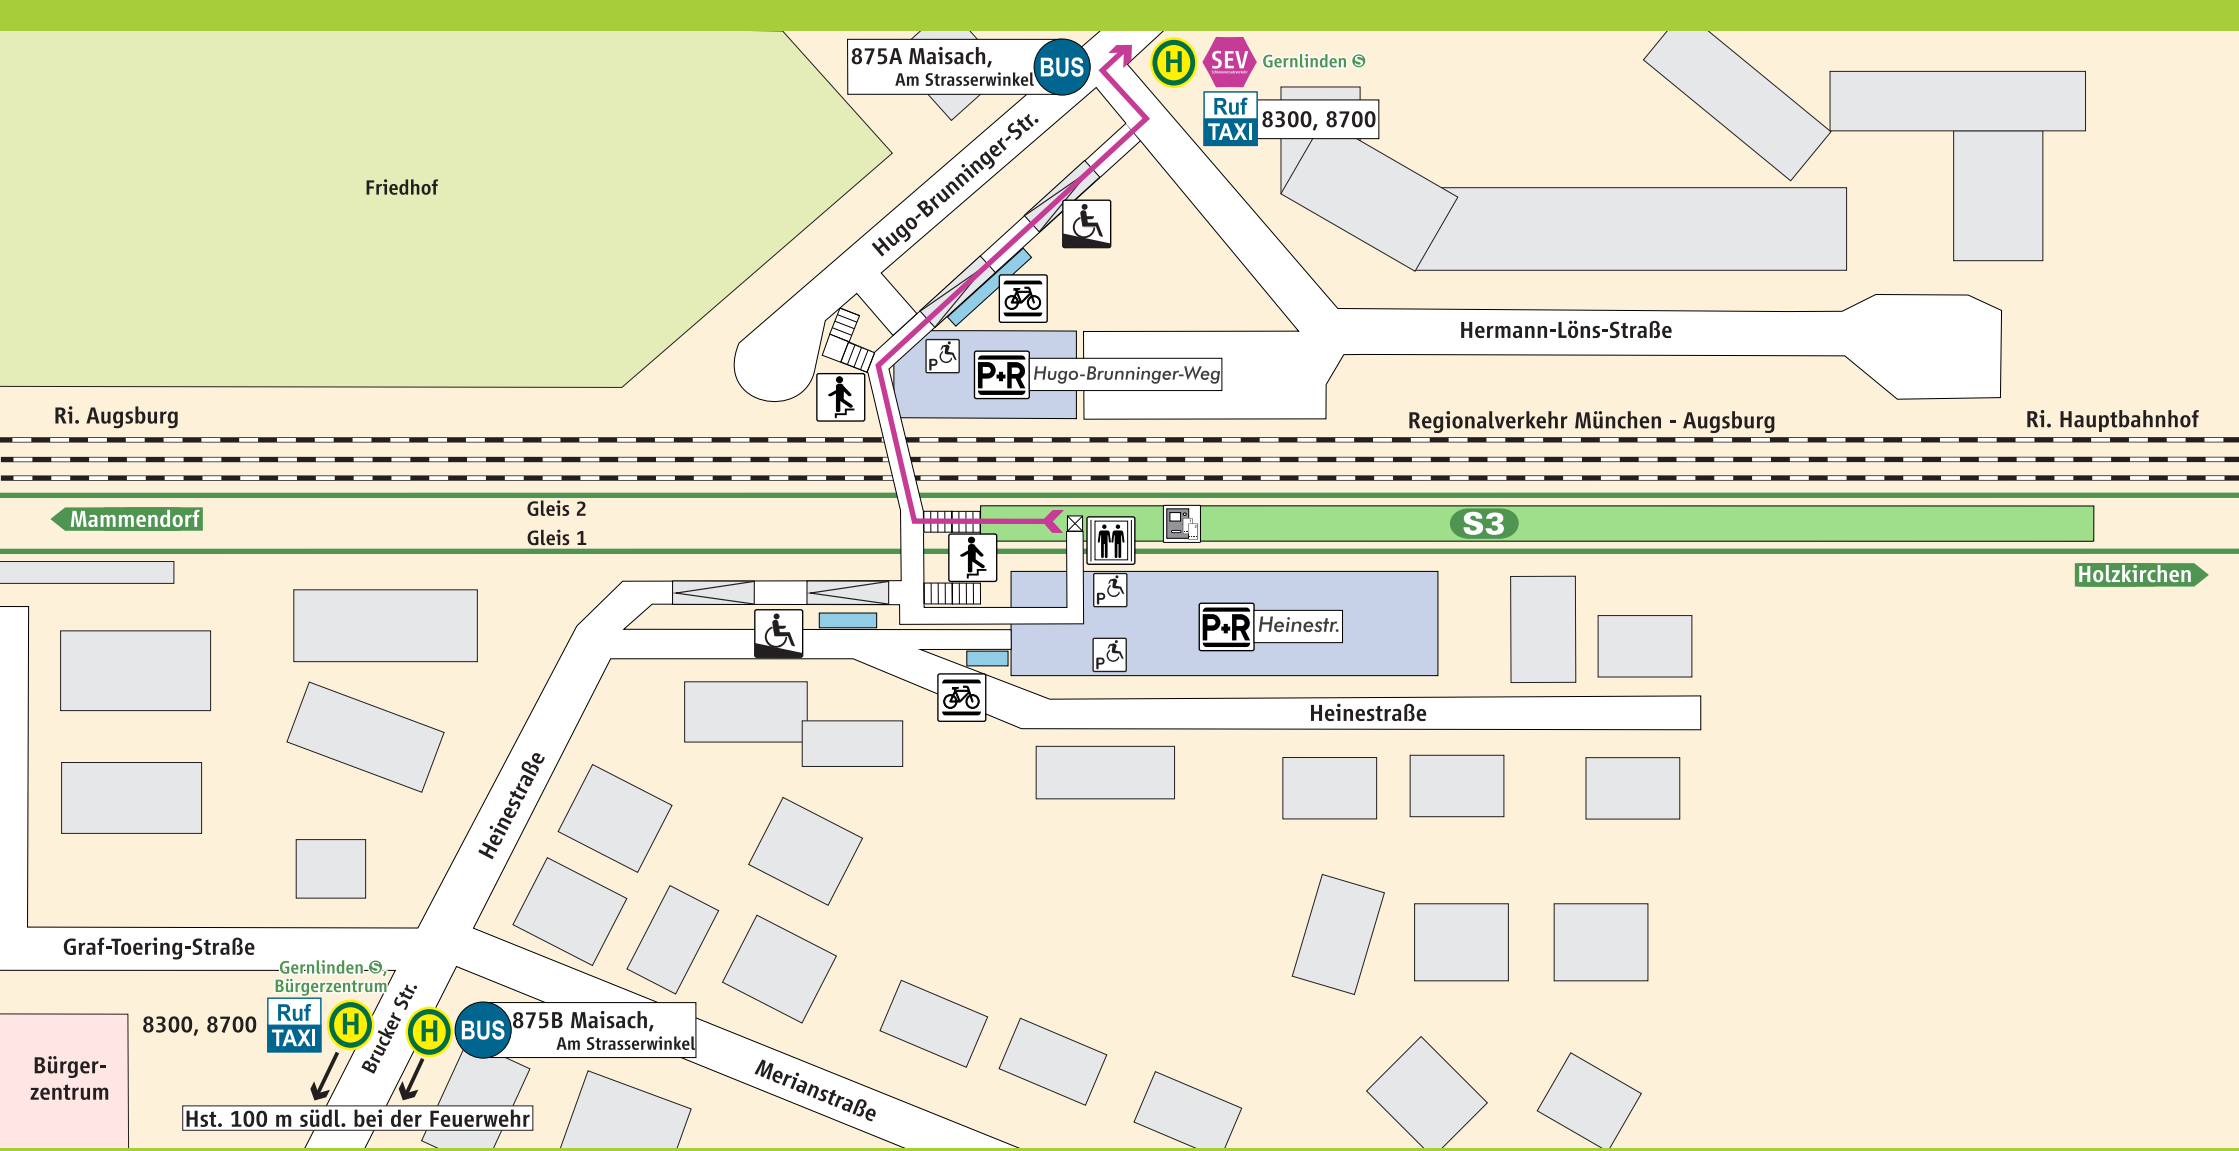 875A Maisach,
Am Strasserwinkel
BUS
H
SEV
Gernlinden S
Ruf
TAXI
8300, 8700
Friedhof
Hugo-Brunninger-Str.
P
P+R
Hugo-Brunninger-Weg
Hermann-Löns-Straße
Ri. Augsburg
Regionalverkehr München - Augsburg
Ri. Hauptbahnhof
Mammendorf
Gleis 2
Gleis 1
S3
Holzkirchen
P
P+R
Heinestr.
P
Heinestraße
Heinestraße
Graf-Toering-Straße
Gernlinden S,
Bürgerzentrum
8300, 8700
Ruf
TAXI
H
Brucker Str.
H
BUS
875B Maisach,
Am Strasserwinkel
Bürger-
zentrum
Merianstraße
Hst. 100 m südl. bei der Feuerwehr